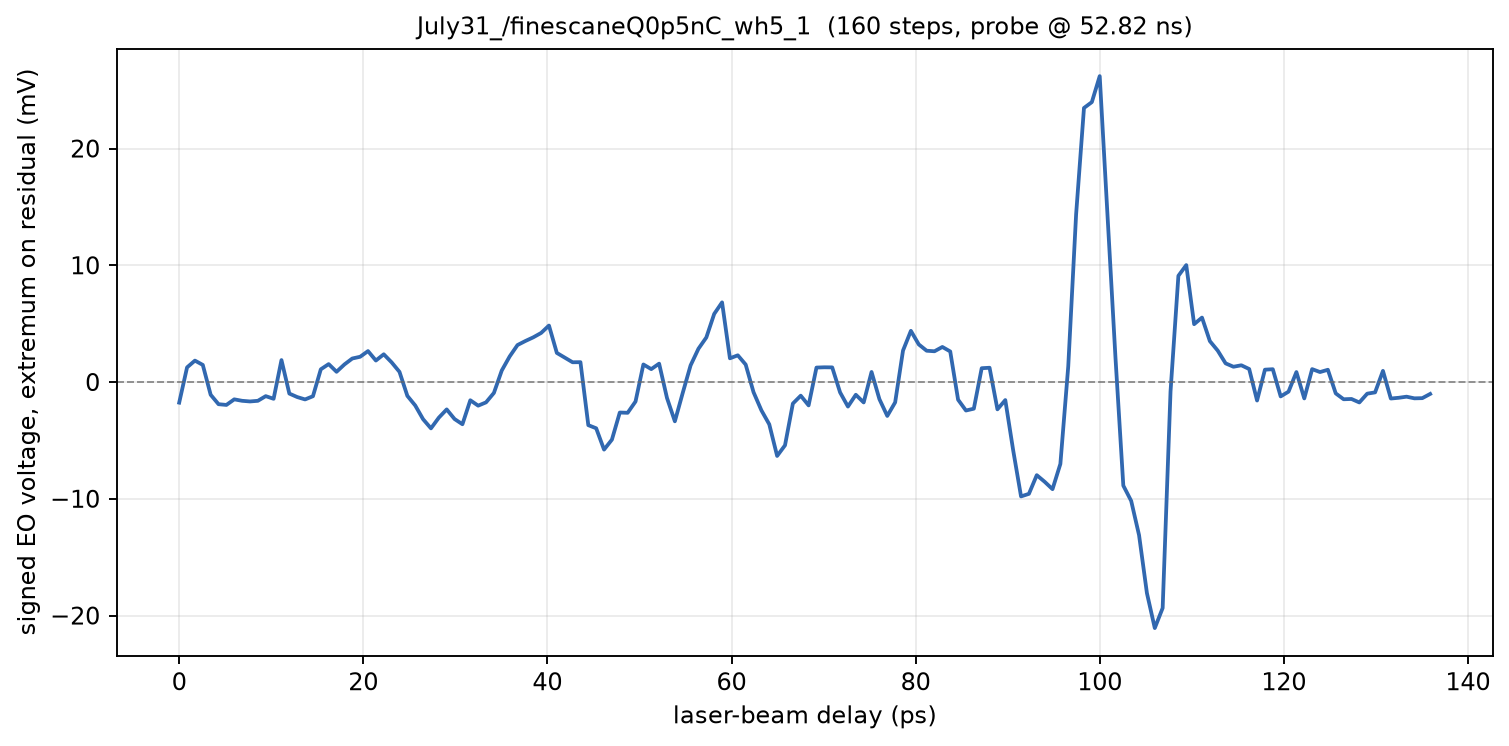 July31_/finescaneQ0p5nC_wh5_1 (160 steps, probe @ 52.82 ns)
signed EO voltage, extremum on residual (mV)
20
10
0
−10
−20
0 20 40 60 80 100 120 140
laser-beam delay (ps)